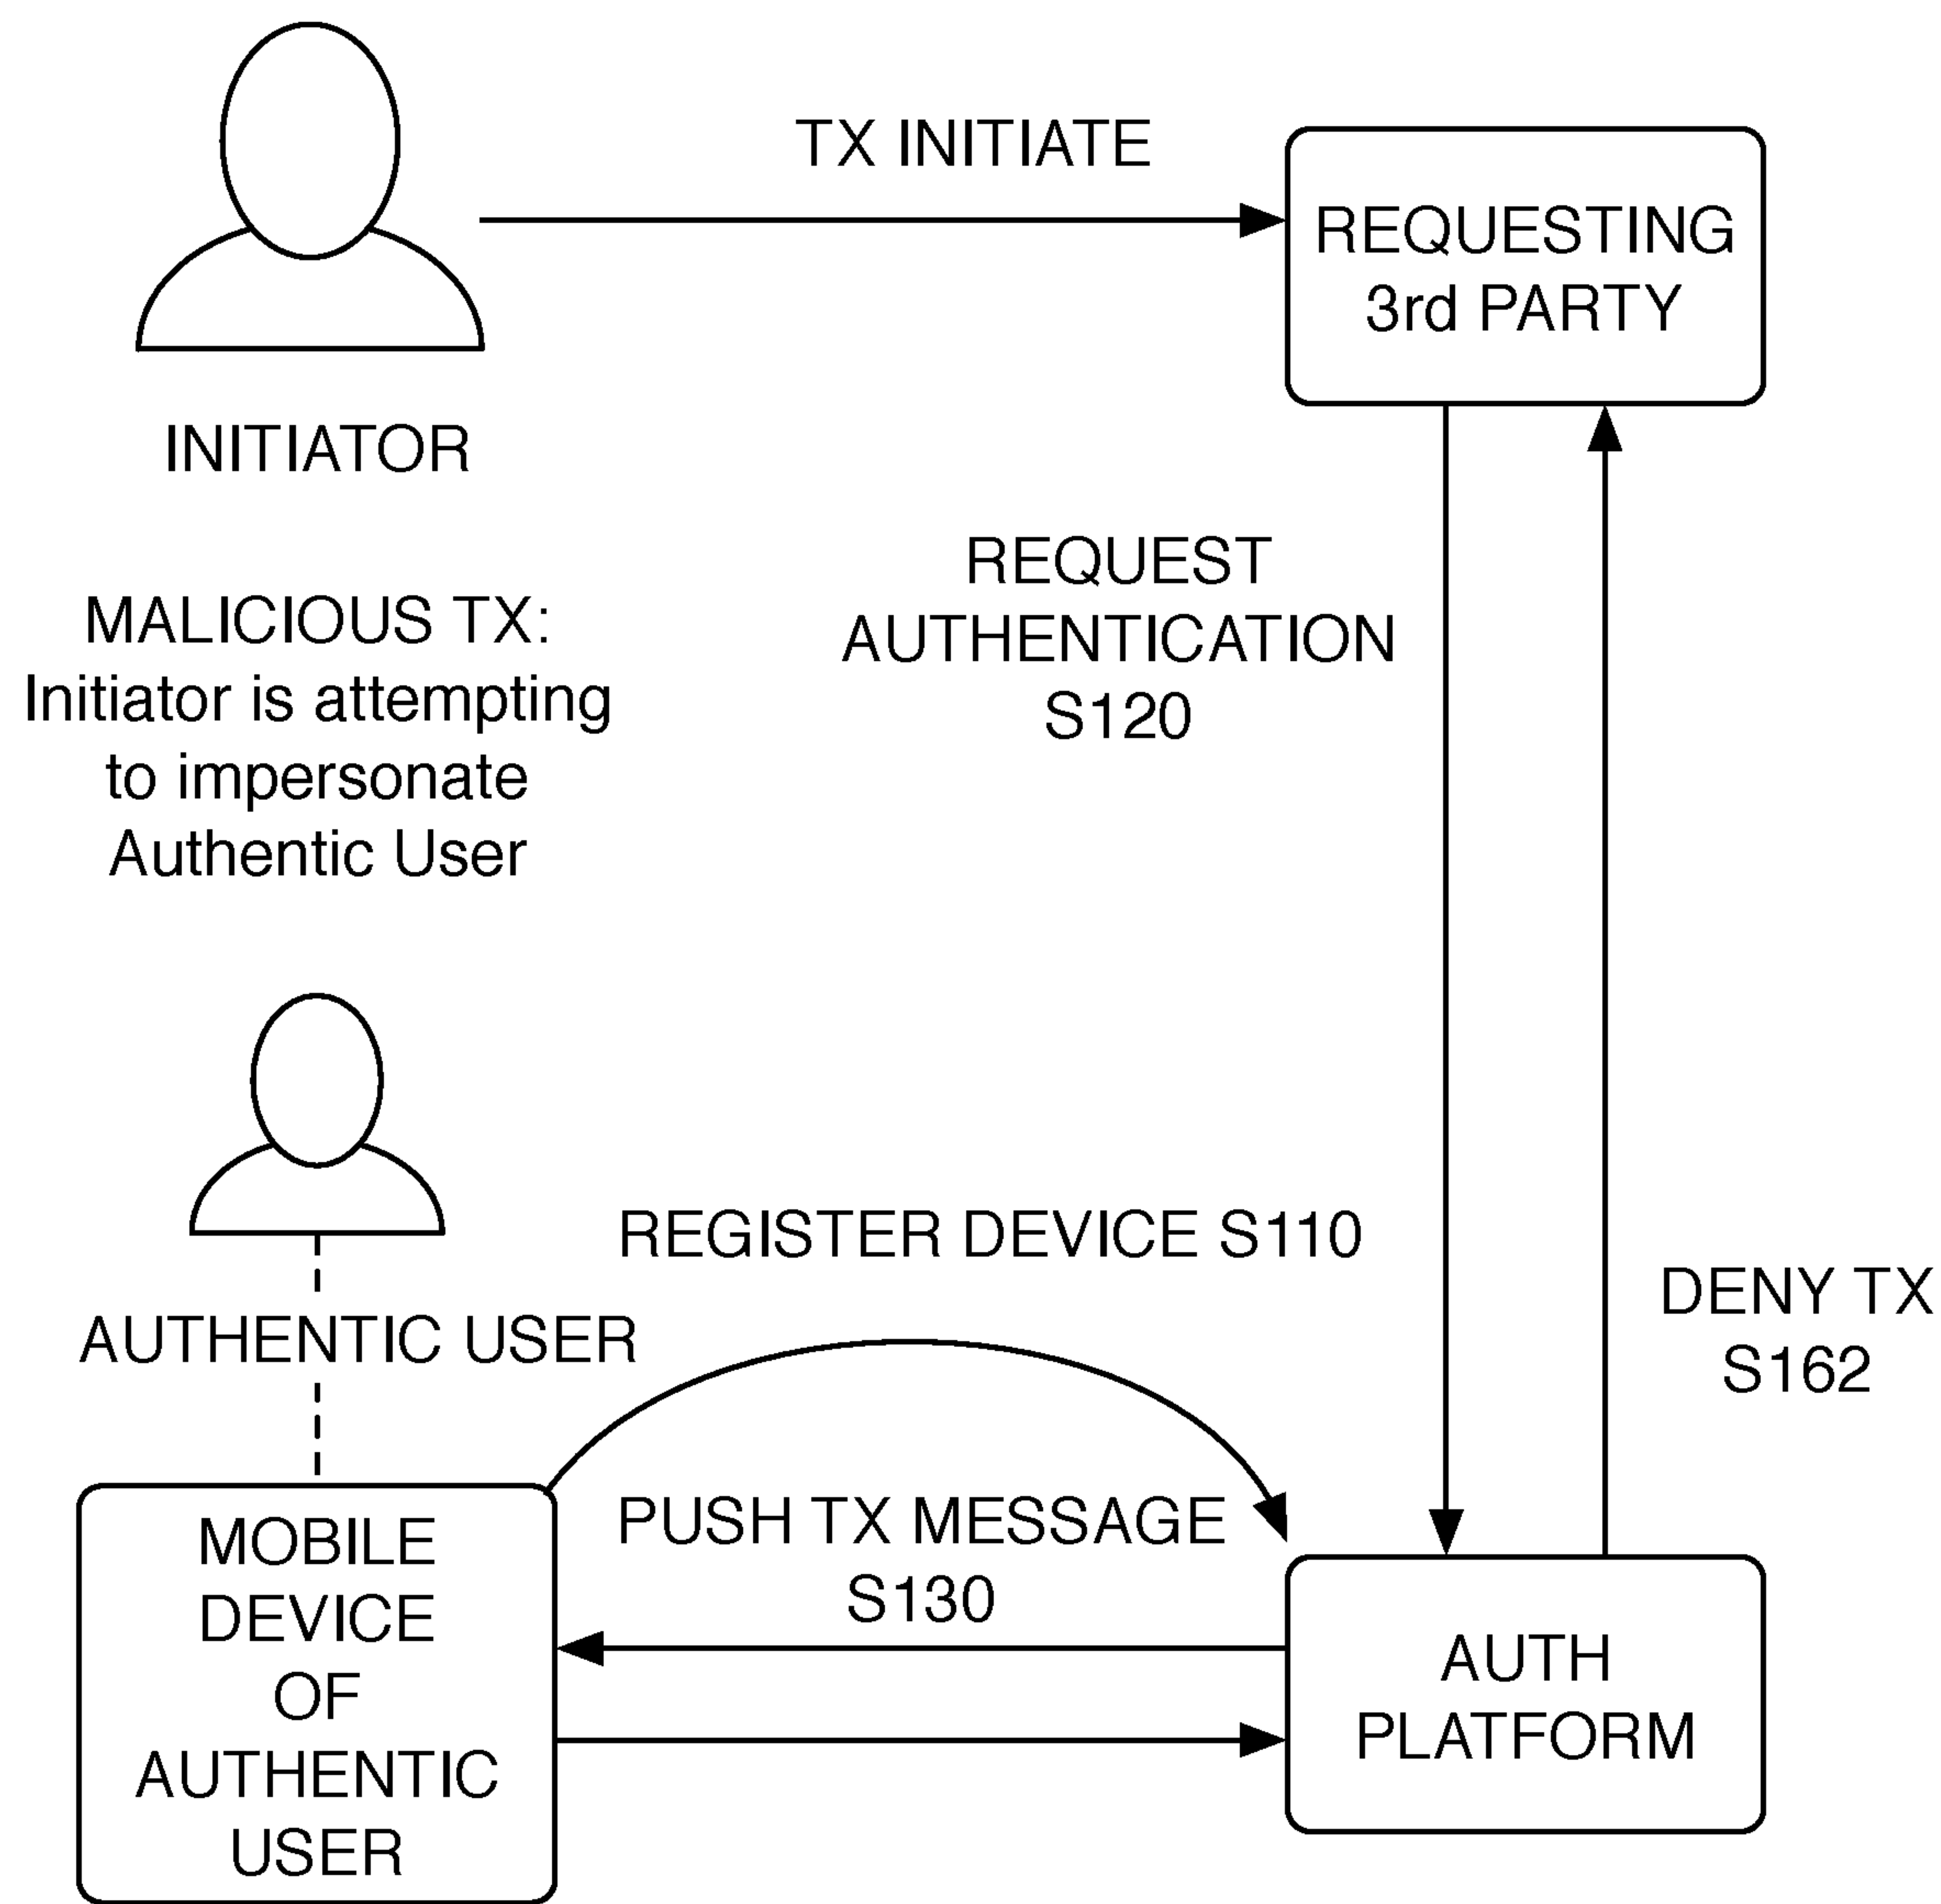 TX INITIATE
REQUESTING
3rd PARTY
INITIATOR
MALICIOUS TX:
Initiator is attempting
to impersonate
Authentic User
REQUEST
AUTHENTICATION
S120
REGISTER DEVICE S110
DENY TX
S162
AUTHENTIC USER
PUSH TX MESSAGE
S130
MOBILE
DEVICE
OF
AUTHENTIC
USER
AUTH
PLATFORM